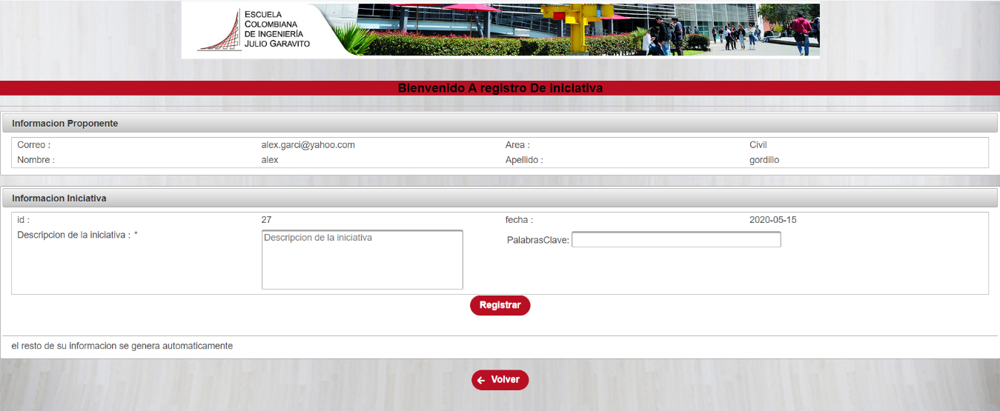 ESCUELA
COLOMBIANA
DE INGENIERÍA
JULIO GARAVITO
Bienvenido A registro De iniciativa
Informacion Proponente
Correo : alex.garci@yahoo.com Area : Civil
Nombre : alex Apellido : gordillo
Informacion Iniciativa
id : 27 fecha : 2020-05-15
Descripcion de la iniciativa : * Descripcion de la iniciativa PalabrasClave:
Registrar
el resto de su informacion se genera automaticamente
Volver